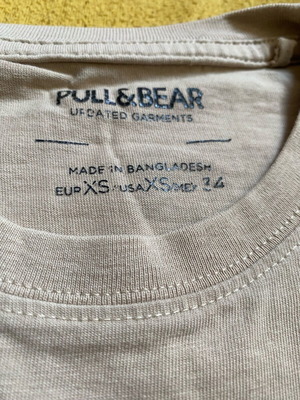 PULL&BEAR
UPDATED GARMENTS
MADE IN BANGLADESH
EUR XS / USA XS / MEX 34